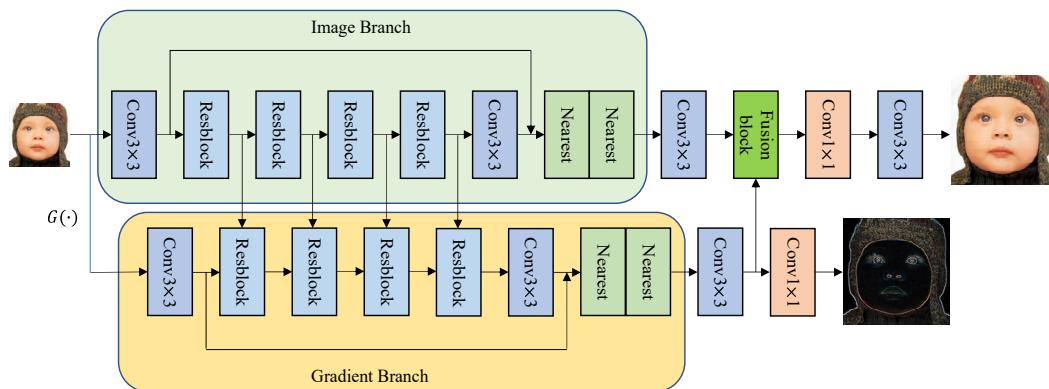 Image Branch
Conv3×3
Resblock
Resblock
Resblock
Resblock
Conv3×3
Nearest
Nearest
Conv3×3
Fusion
block
Conv1×1
Conv3×3
G(·)
Conv3×3
Resblock
Resblock
Resblock
Resblock
Conv3×3
Nearest
Nearest
Conv3×3
Conv1×1
Gradient Branch